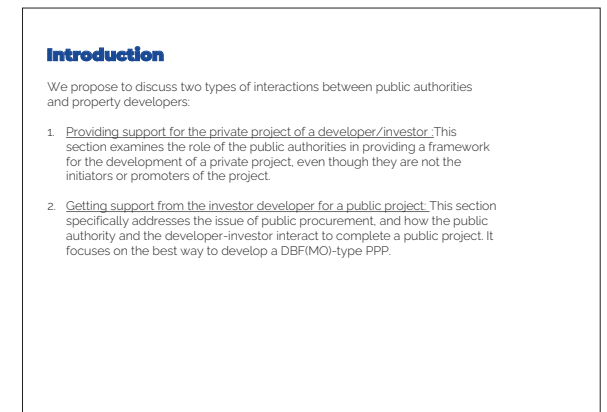 Introduction
We propose to discuss two types of interactions between public authorities
and property developers:
1. Providing support for the private project of a developer/investor :This
section examines the role of the public authorities in providing a framework
for the development of a private project, even though they are not the
initiators or promoters of the project.
2. Getting support from the investor developer for a public project: This section
specifically addresses the issue of public procurement, and how the public
authority and the developer-investor interact to complete a public project. It
focuses on the best way to develop a DBF(MO)-type PPP.